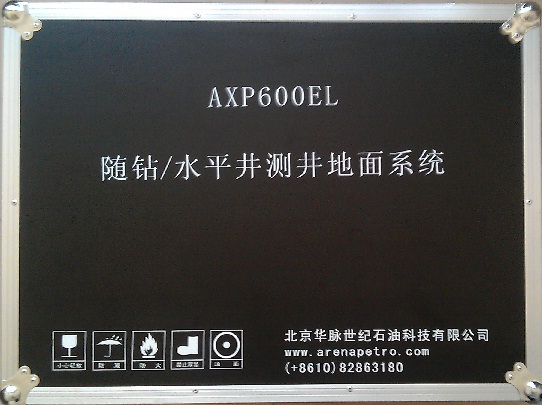 AXP600EL
随钻/水平井测井地面系统
北京华脉世纪石油科技有限公司
www.arenapetro.com
(+8610)82863180